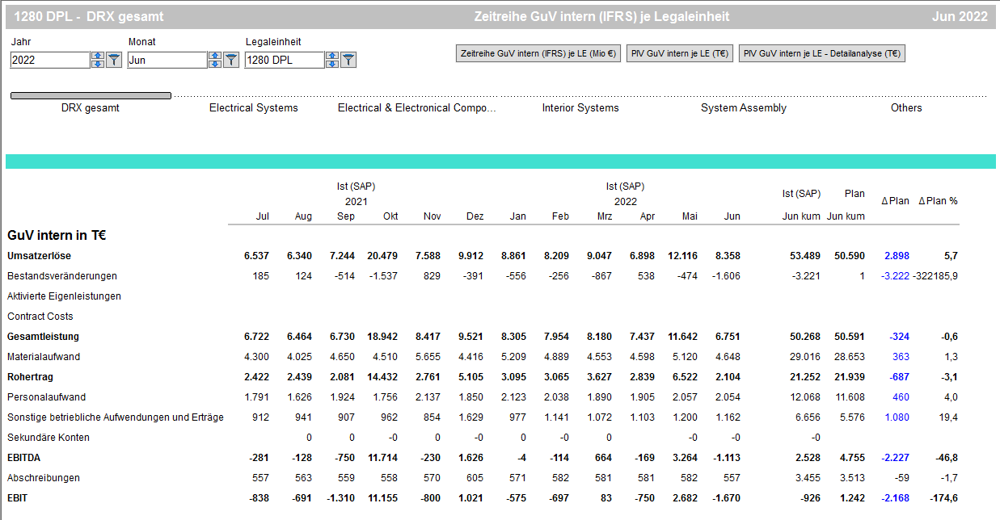 1280 DPL - DRX gesamt Zeitreihe GuV intern (IFRS) je Legaleinheit Jun 2022
Jahr Monat Legaleinheit
2022 Jun 1280 DPL Zeitreihe GuV intern (IFRS) je LE (Mio €) PIV GuV intern je LE (T€) PIV GuV intern je LE - Detailanalyse (T€)
DRX gesamt Electrical Systems Electrical & Electronical Compo... Interior Systems System Assembly Others
Ist (SAP) Ist (SAP) Ist (SAP) Plan Δ Plan Δ Plan %
2021 2022
Jul Aug Sep Okt Nov Dez Jan Feb Mrz Apr Mai Jun Jun kum Jun kum
GuV intern in T€
Umsatzerlöse 6.537 6.340 7.244 20.479 7.588 9.912 8.861 8.209 9.047 6.898 12.116 8.358 53.489 50.590 2.898 5,7
Bestandsveränderungen 185 124 -514 -1.537 829 -391 -556 -256 -867 538 -474 -1.606 -3.221 1 -3.222 -322185,9
Aktivierte Eigenleistungen
Contract Costs
Gesamtleistung 6.722 6.464 6.730 18.942 8.417 9.521 8.305 7.954 8.180 7.437 11.642 6.751 50.268 50.591 -324 -0,6
Materialaufwand 4.300 4.025 4.650 4.510 5.655 4.416 5.209 4.889 4.553 4.598 5.120 4.648 29.016 28.653 363 1,3
Rohertrag 2.422 2.439 2.081 14.432 2.761 5.105 3.095 3.065 3.627 2.839 6.522 2.104 21.252 21.939 -687 -3,1
Personalaufwand 1.791 1.626 1.924 1.756 2.137 1.850 2.123 2.038 1.890 1.905 2.057 2.054 12.068 11.608 460 4,0
Sonstige betriebliche Aufwendungen und Erträge 912 941 907 962 854 1.629 977 1.141 1.072 1.103 1.200 1.162 6.656 5.576 1.080 19,4
Sekundäre Konten 0 0 -0 0 -0 0 -0 0 -0 -0 -0
EBITDA -281 -128 -750 11.714 -230 1.626 -4 -114 664 -169 3.264 -1.113 2.528 4.755 -2.227 -46,8
Abschreibungen 557 563 559 558 570 605 571 582 581 581 582 557 3.455 3.513 -59 -1,7
EBIT -838 -691 -1.310 11.155 -800 1.021 -575 -697 83 -750 2.682 -1.670 -926 1.242 -2.168 -174,6